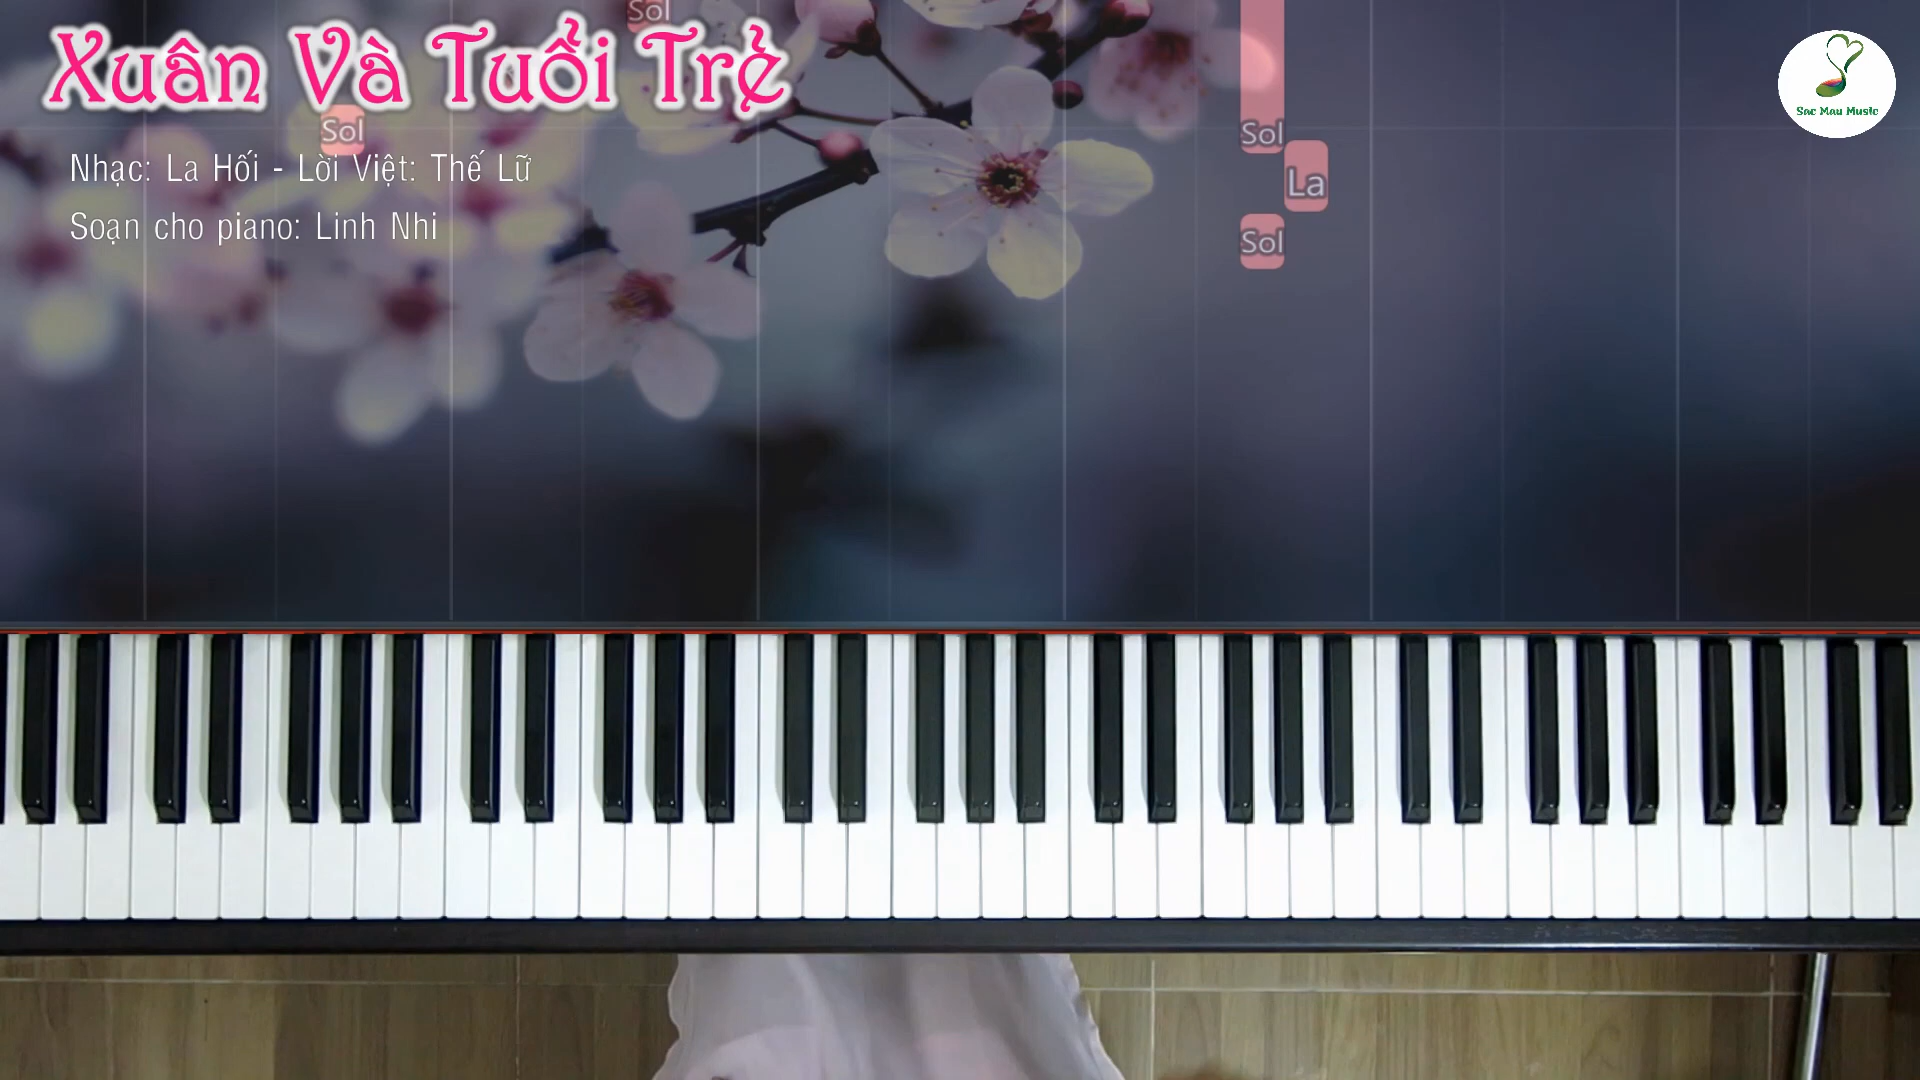 Sol
Xuân Và Tuổi Trẻ
Sol
Nhạc: La Hối - Lời Việt: Thế Lữ
Soạn cho piano: Linh Nhi
Sol
La
Sol
Sac Mau Music